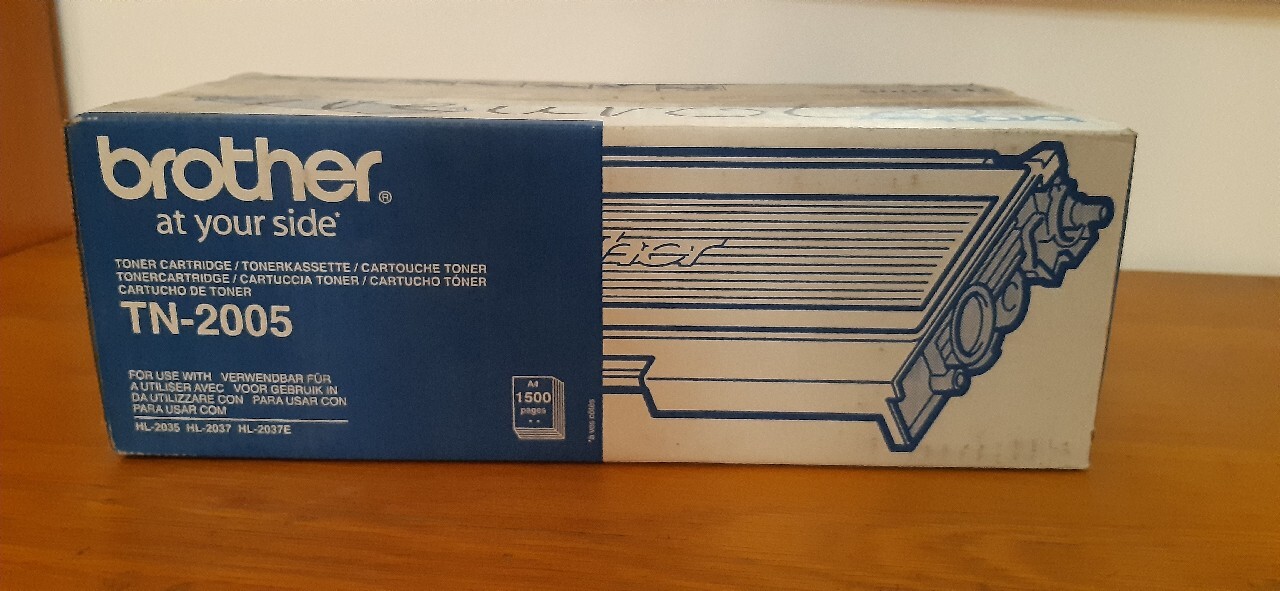 brother®
at your side*
TONER CARTRIDGE / TONERKASSETTE / CARTOUCHE TONER
TONERCARTRIDGE / CARTUCCIA TONER / CARTUCHO TÓNER
CARTUCHO DE TONER
TN-2005
FOR USE WITH VERWENDBAR FÜR
A UTILISER AVEC VOOR GEBRUIK IN
DA UTILIZZARE CON PARA USAR CON
PARA USAR COM
HL-2035 HL-2037 HL-2037E
A4
1500
pages
*à vos côtés